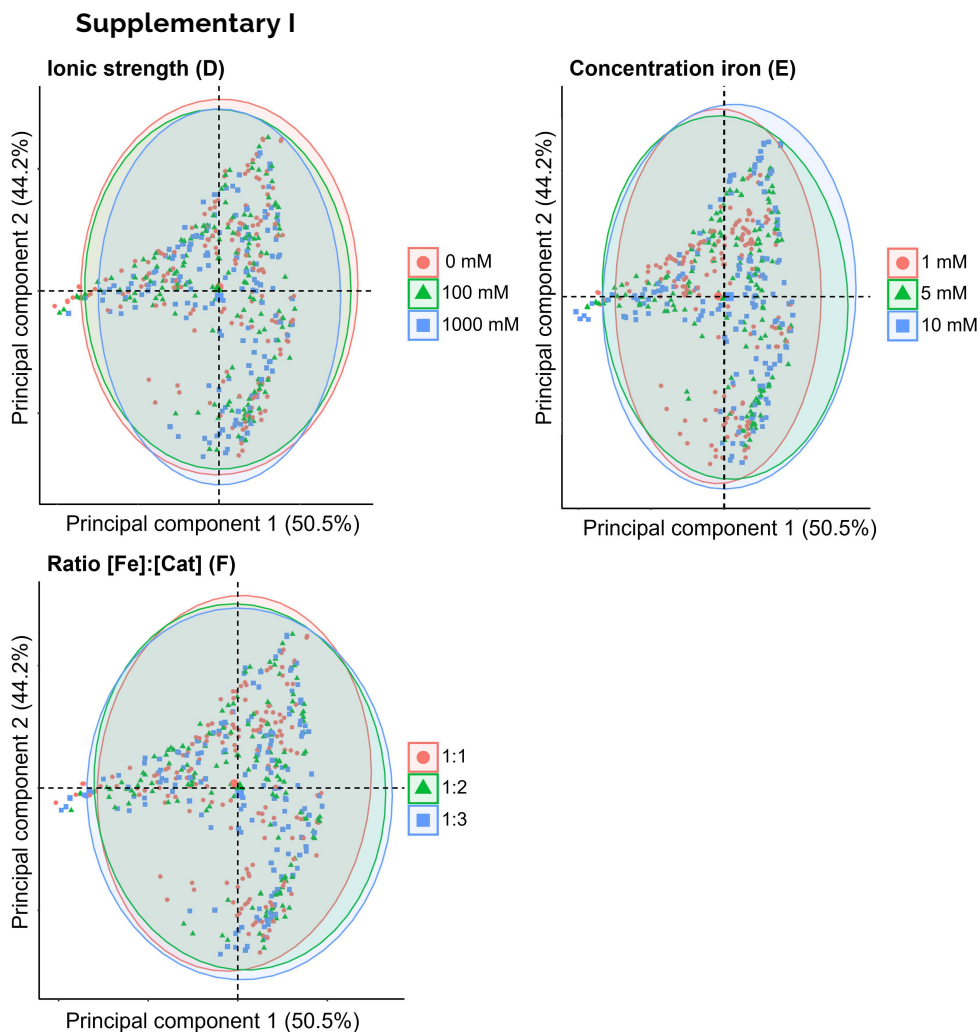 Supplementary I
Ionic strength (D)
Principal component 2 (44.2%)
0 mM
100 mM
1000 mM
Principal component 1 (50.5%)
Concentration iron (E)
Principal component 2 (44.2%)
1 mM
5 mM
10 mM
Principal component 1 (50.5%)
Ratio [Fe]:[Cat] (F)
Principal component 2 (44.2%)
1:1
1:2
1:3
Principal component 1 (50.5%)